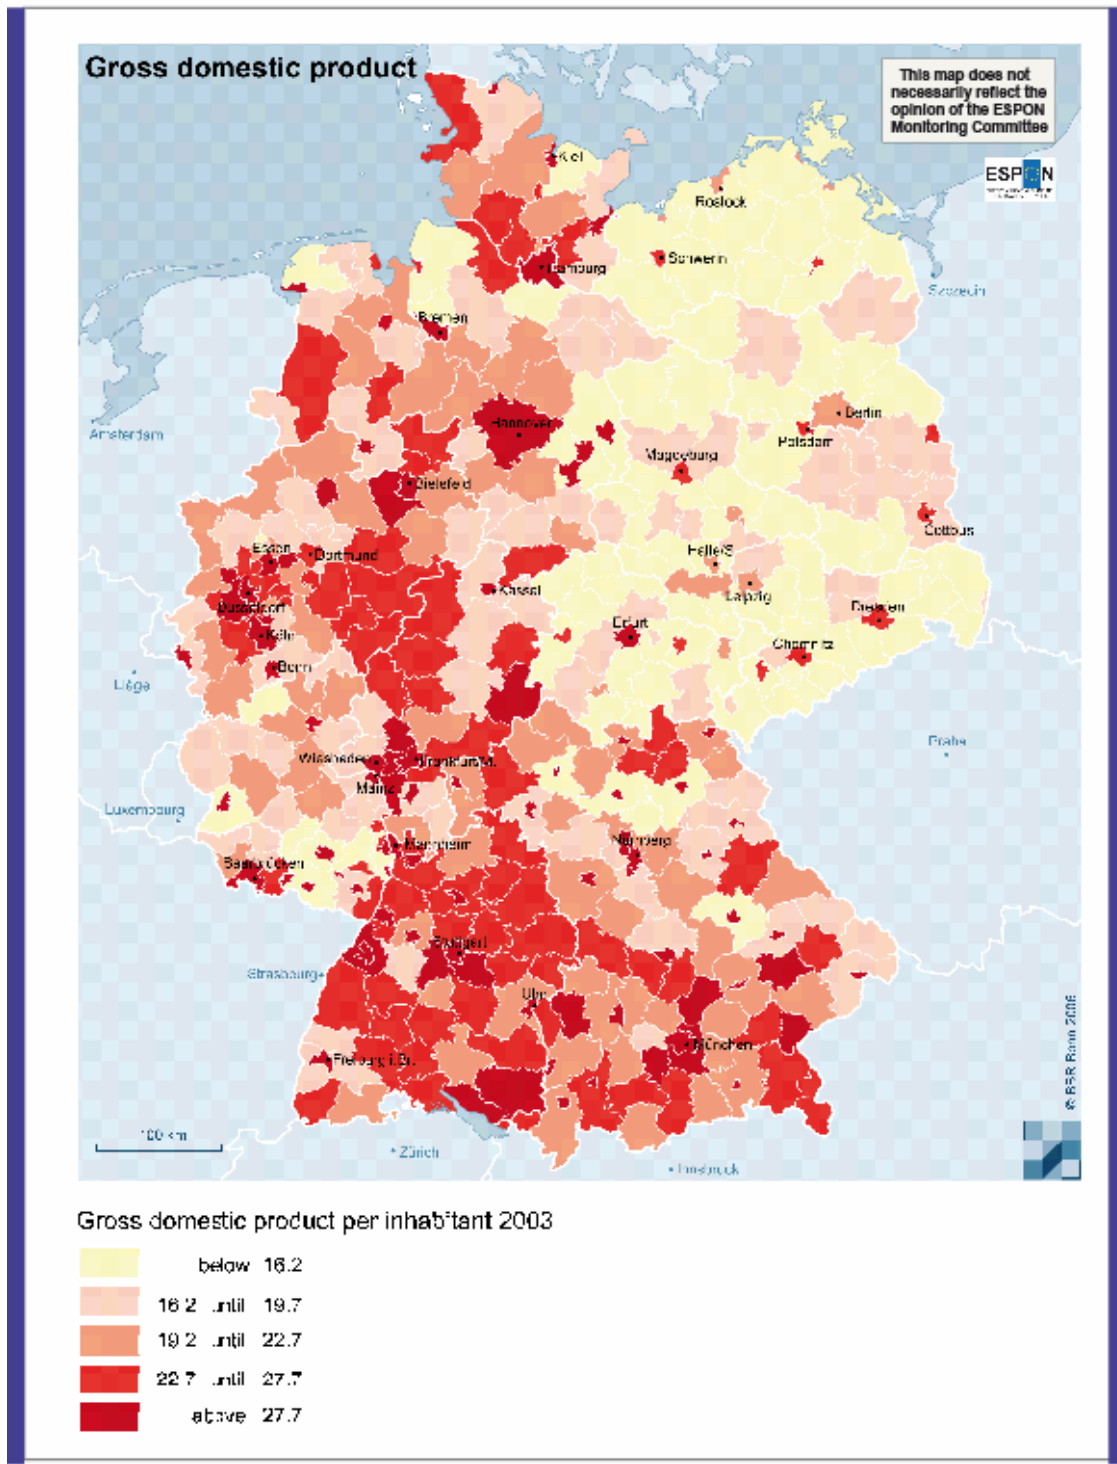 Gross domestic product
This map does not
necessarily reflect the
opinion of the ESPON
Monitoring Committee
ESPON
Kiel
Rostock
Schwerin
Hamburg
Szczecin
Bremen
Amsterdam
Hannover
Berlin
Potsdam
Magdeburg
Bielefeld
Cottbus
Essen
Dortmund
Halle/S
Leipzig
Kassel
Düsseldorf
Dresden
Erfurt
Köln
Chemnitz
Bonn
Liège
Praha
Wiesbaden
Frankfurt/M.
Mainz
Luxembourg
Mannheim
Nürnberg
Saarbrücken
Stuttgart
Strasbourg
Ulm
München
Freiburg i. Br.
© BBR Bonn 2006
100 km
Zürich
Innsbruck
Gross domestic product per inhabitant 2003
below 16.2
16.2 until 19.7
19.2 until 22.7
22.7 until 27.7
above 27.7